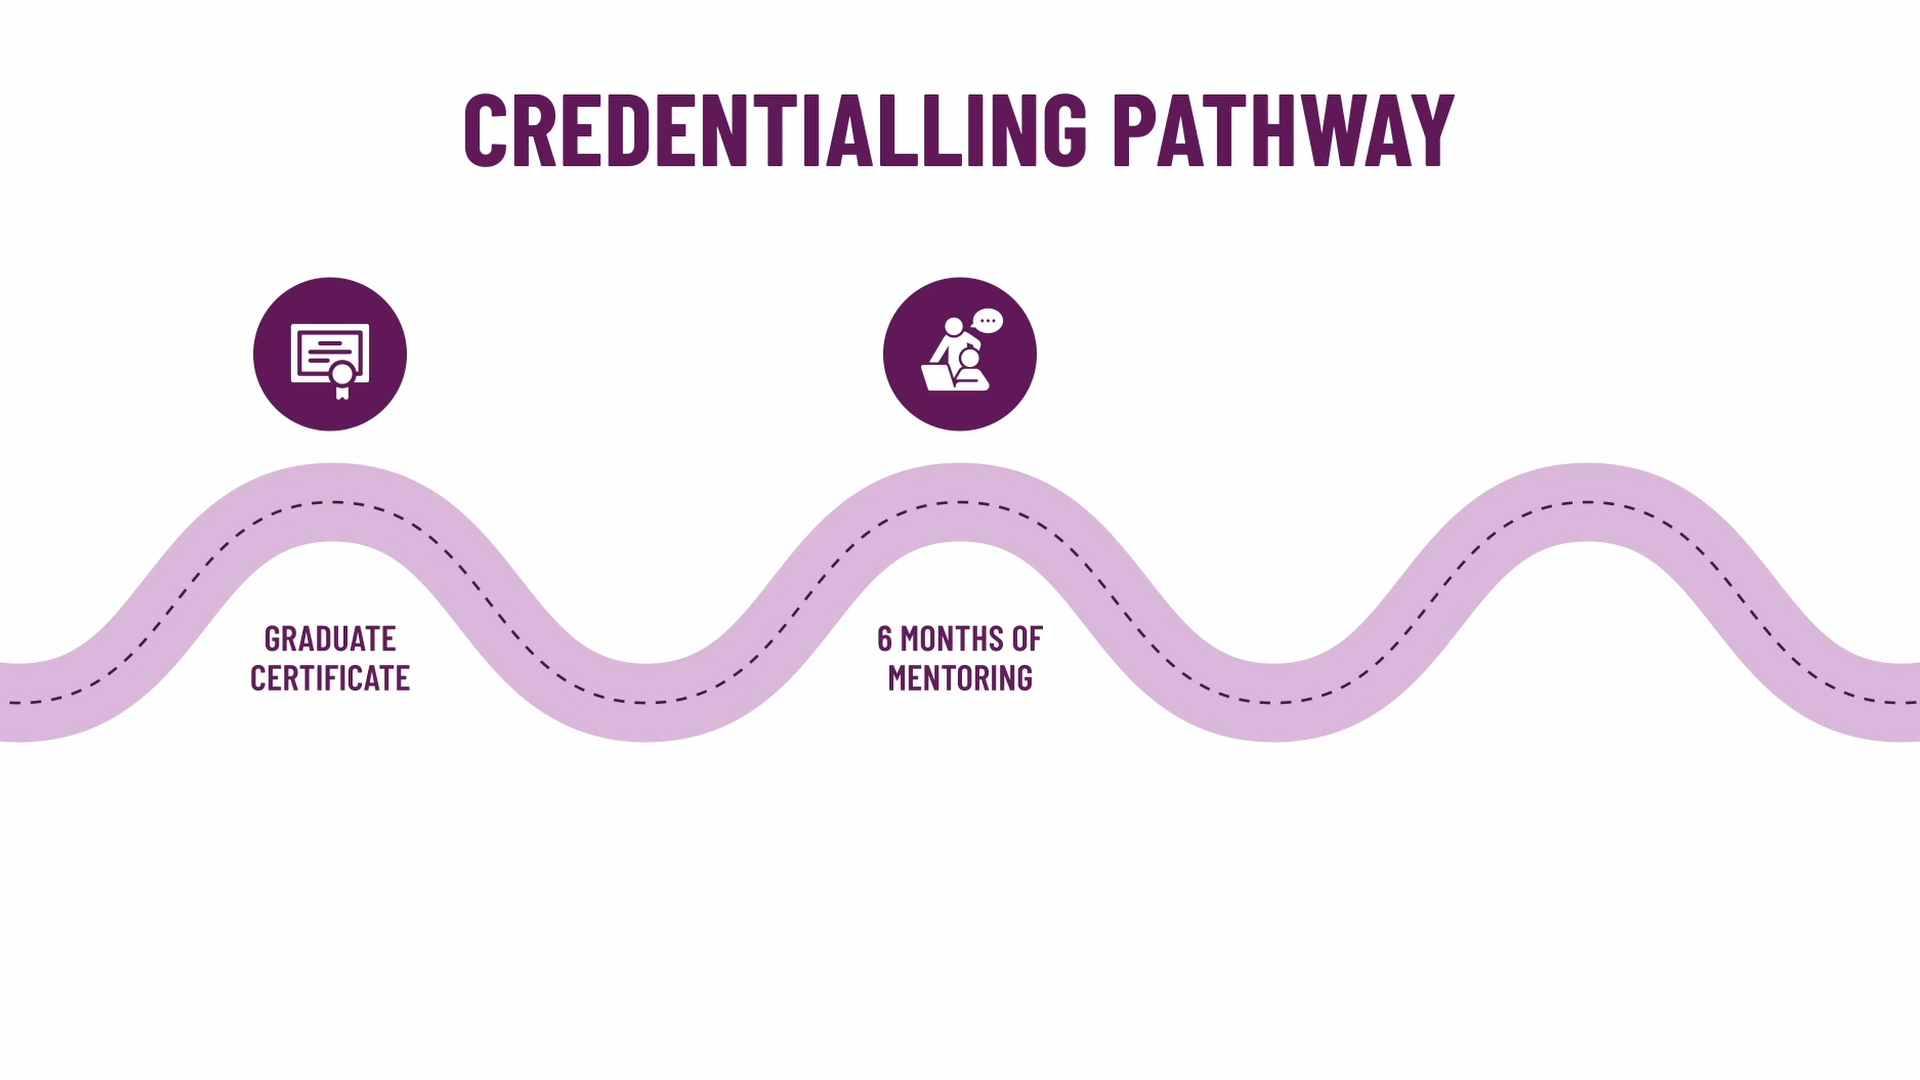 CREDENTIALLING PATHWAY
GRADUATE
CERTIFICATE
6 MONTHS OF
MENTORING